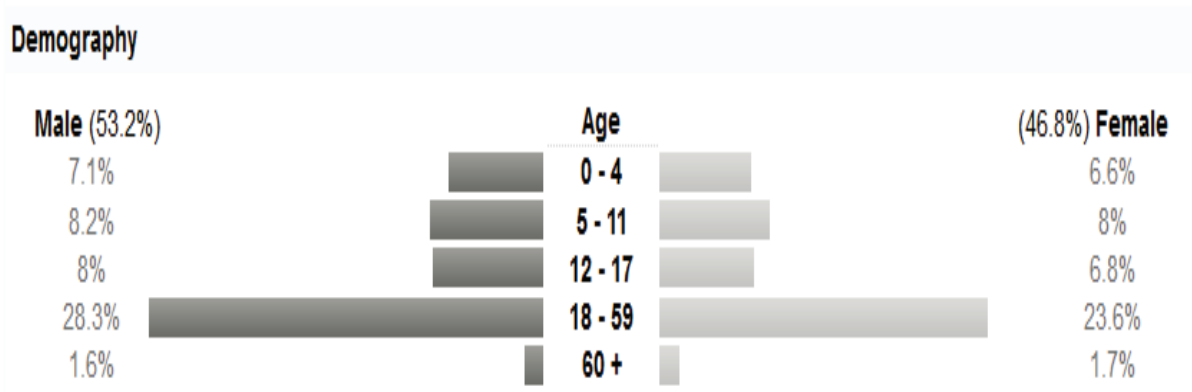 Demography
Male (53.2%) Age (46.8%) Female
7.1% 0 - 4 6.6%
8.2% 5 - 11 8%
8% 12 - 17 6.8%
28.3% 18 - 59 23.6%
1.6% 60 + 1.7%